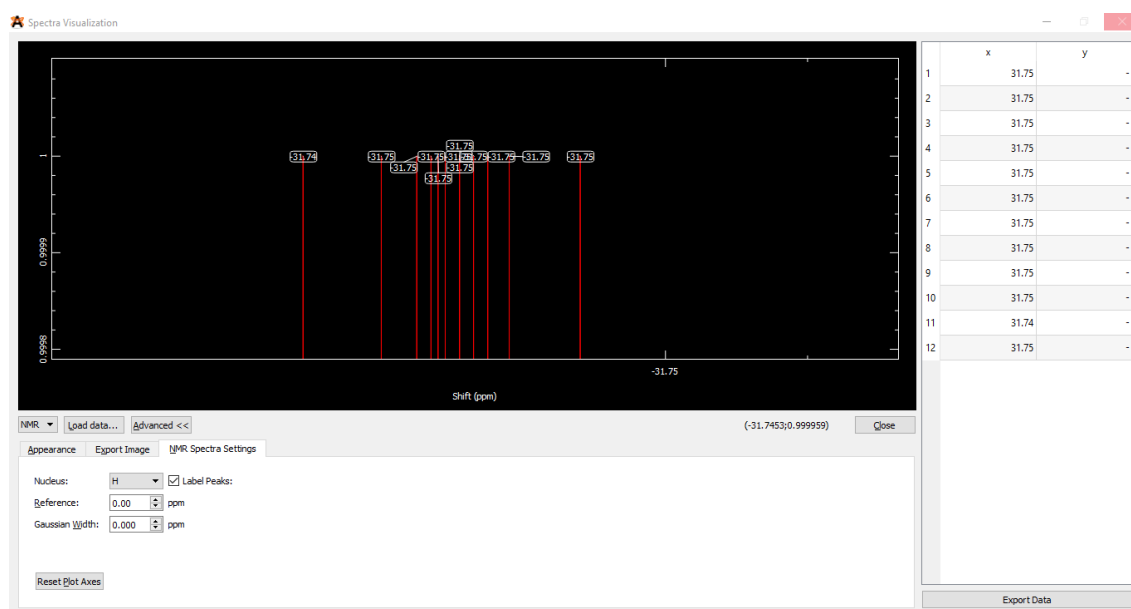 Spectra Visualization
x y
1 31.75 -
2 31.75 -
3 31.75 -
4 31.75 -
5 31.75 -
6 31.75 -
7 31.75 -
8 31.75 -
9 31.75 -
10 31.75 -
11 31.74 -
12 31.75 -
-31.75
1 -31.74 -31.75 -31.75 -31.75 -31.75 -31.75 -31.75
-31.75 -31.75
-31.75
0.9999
0.9998
-31.75
Shift (ppm)
NMR Load data... Advanced << (-31.7453;0.999959) Close
Appearance Export Image NMR Spectra Settings
Nucleus: H Label Peaks:
Reference: 0.00 ppm
Gaussian Width: 0.000 ppm
Reset Plot Axes
Export Data